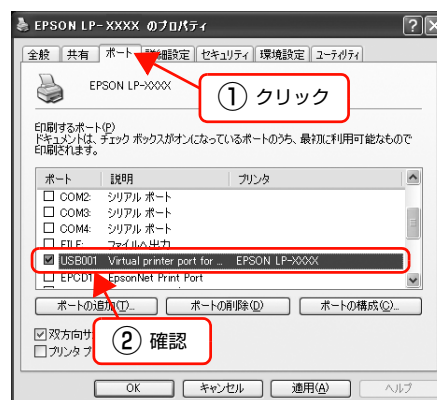 EPSON LP-XXXX のプロパティ
全般 共有 ポート 詳細設定 セキュリティ 環境設定 ユーティリティ
EPSON LP-XXXX
① クリック
印刷するポート(P)
ドキュメントは、チェック ボックスがオンになっているポートのうち、最初に利用可能なもので
印刷されます。
ポート 説明 プリンタ
COM2: シリアル ポート
COM3: シリアル ポート
COM4: シリアル ポート
FILE: ファイルへ出力
USB001 Virtual printer port for ... EPSON LP-XXXX
EPCD1 EpsonNet Print Port
ポートの追加(T)... ポートの削除(D) ポートの構成(C)...
双方向サ
プリンタ プ
② 確認
OK キャンセル 適用(A) ヘルプ